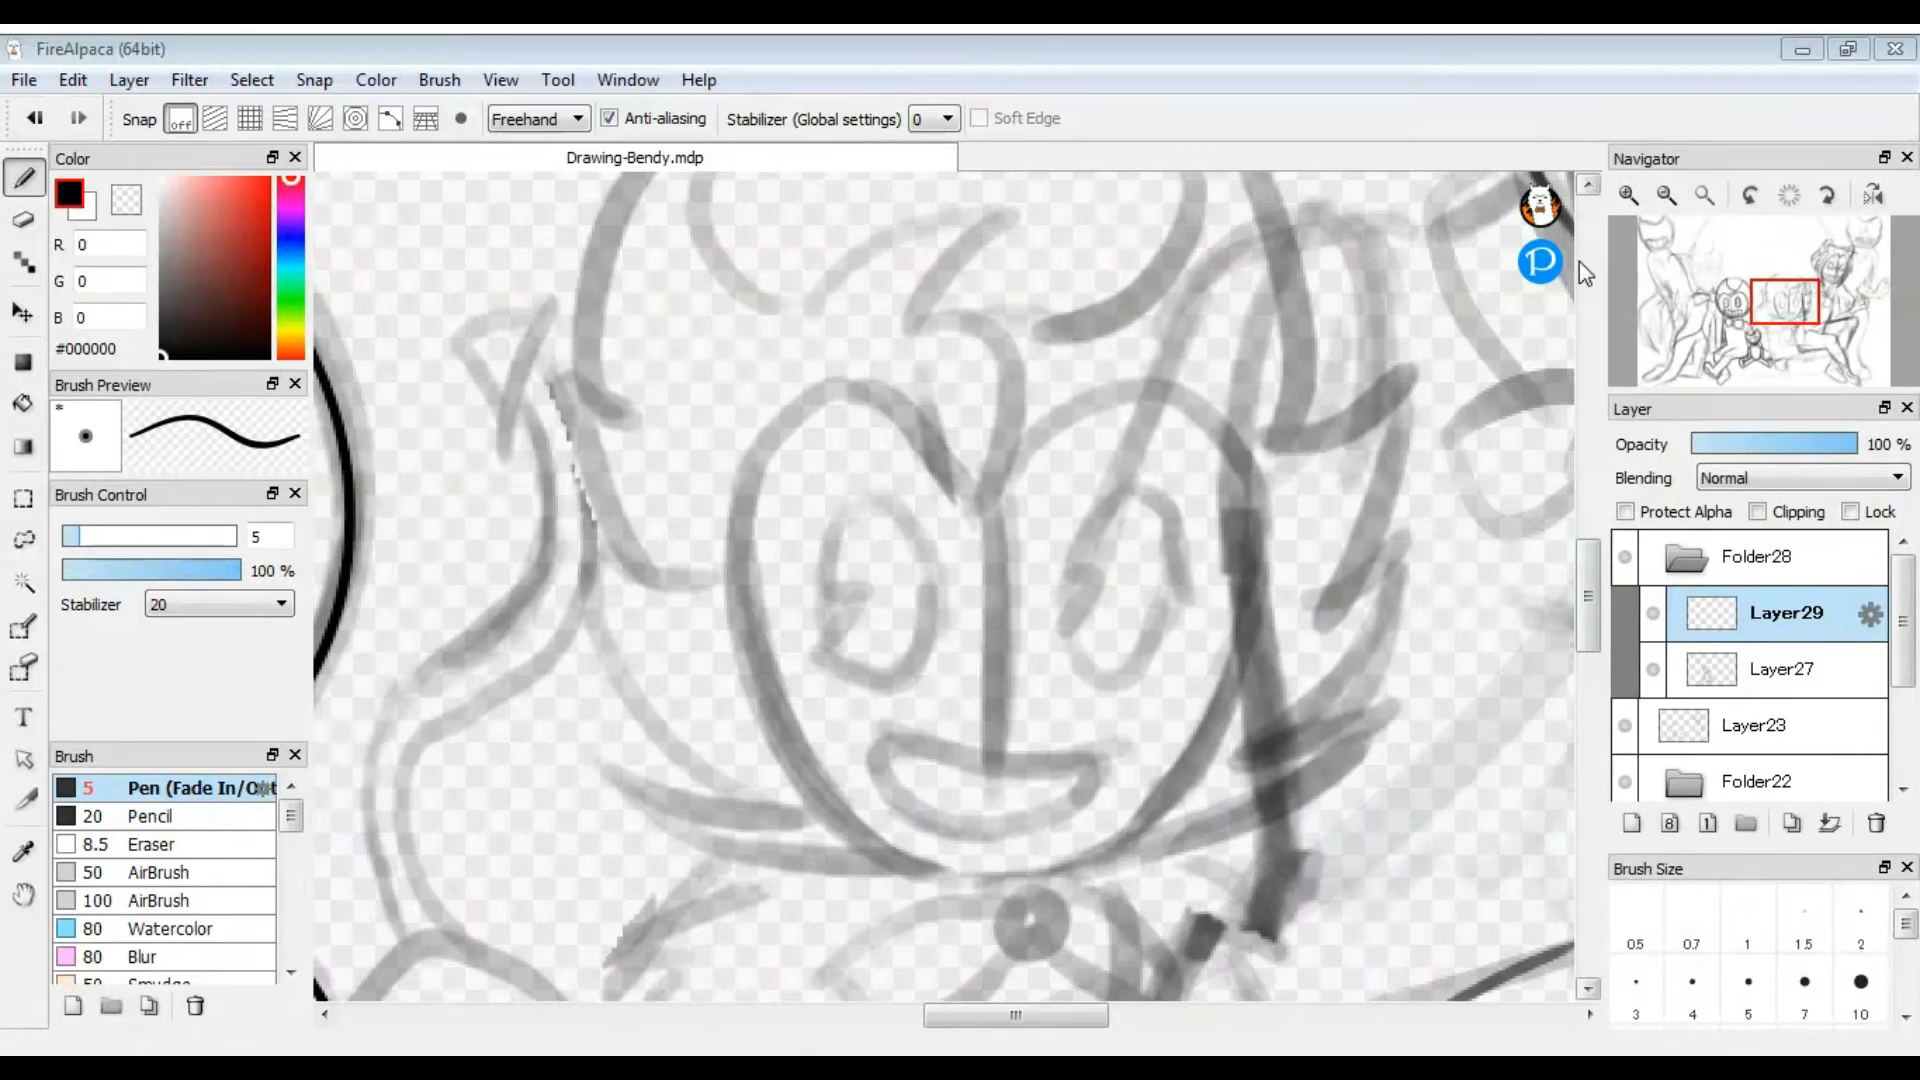 FireAlpaca (64bit)
File Edit Layer Filter Select Snap Color Brush View Tool Window Help
Snap off Freehand Anti-aliasing Stabilizer (Global settings) 0 Soft Edge
Color
R 0
G 0
B 0
#000000
Brush Preview
*
Brush Control
5
100 %
Stabilizer 20
Brush
5 Pen (Fade In/Out
20 Pencil
8.5 Eraser
50 AirBrush
100 AirBrush
80 Watercolor
80 Blur
50 Smudge
T
Drawing-Bendy.mdp
P
Navigator
Layer
Opacity 100 %
Blending Normal
Protect Alpha Clipping Lock
Folder28
Layer29
Layer27
Layer23
Folder22
8 1
Brush Size
0.5 0.7 1 1.5 2
3 4 5 7 10